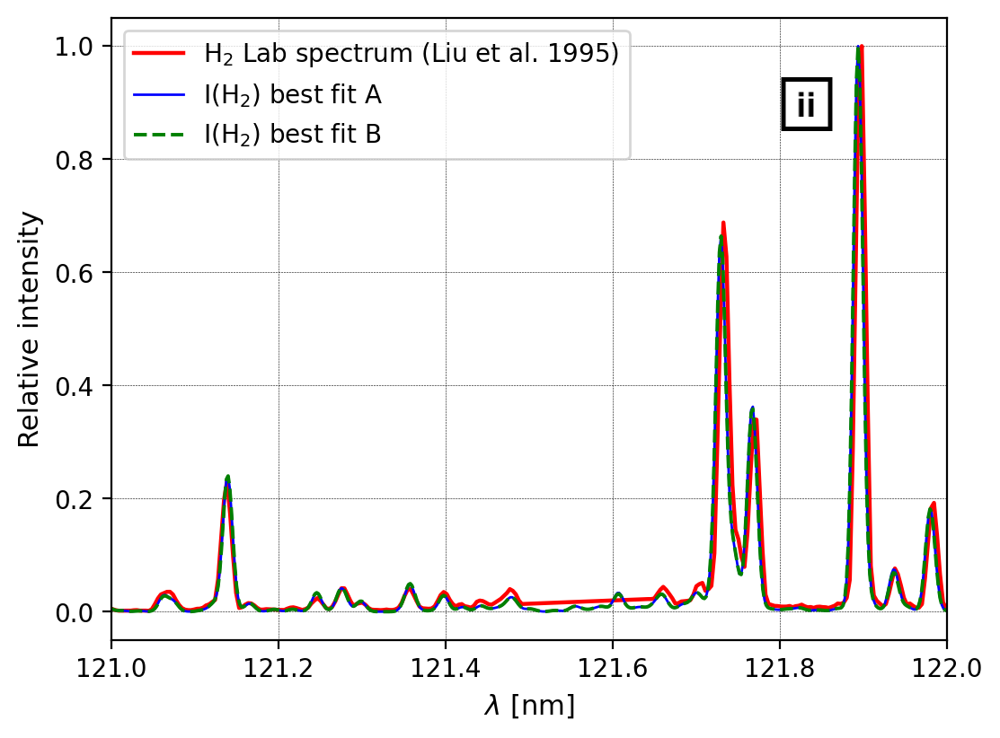 H₂ Lab spectrum (Liu et al. 1995)
I(H₂) best fit A
I(H₂) best fit B
ii
Relative intensity
1.0
0.8
0.6
0.4
0.2
0.0
121.0 121.2 121.4 121.6 121.8 122.0
λ [nm]